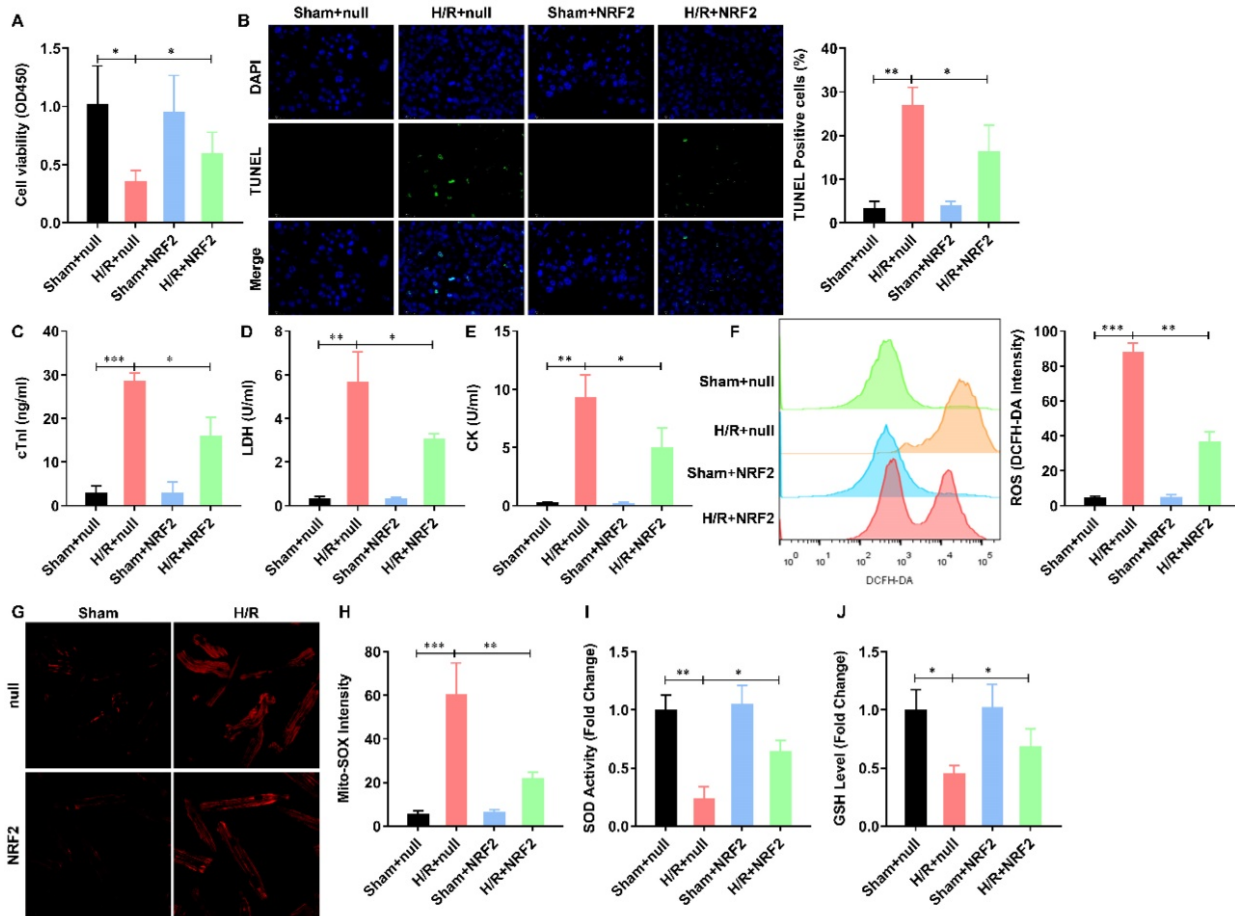 A
Cell viability (OD450)
1.5
1.0
0.5
0.0
* *
Sham+null
H/R+null
Sham+NRF2
H/R+NRF2
B
Sham+null H/R+null Sham+NRF2 H/R+NRF2
DAPI
TUNEL
Merge
TUNEL Positive cells (%)
40
30
20
10
0
** *
Sham+null
H/R+null
Sham+NRF2
H/R+NRF2
C
cTnI (ng/ml)
40
30
20
10
0
*** *
Sham+null
H/R+null
Sham+NRF2
H/R+NRF2
D
LDH (U/ml)
8
6
4
2
0
** *
Sham+null
H/R+null
Sham+NRF2
H/R+NRF2
E
CK (U/ml)
15
10
5
0
** *
Sham+null
H/R+null
Sham+NRF2
H/R+NRF2
F
Sham+null
H/R+null
Sham+NRF2
H/R+NRF2
10⁰ 10¹ 10² 10³ 10⁴ 10⁵
DCFH-DA
ROS (DCFH-DA Intensity)
100
80
60
40
20
0
*** **
Sham+null
H/R+null
Sham+NRF2
H/R+NRF2
G
Sham H/R
null
NRF2
H
Mito-SOX Intensity
80
60
40
20
0
*** **
Sham+null
H/R+null
Sham+NRF2
H/R+NRF2
I
SOD Activity (Fold Change)
1.5
1.0
0.5
0.0
** *
Sham+null
H/R+null
Sham+NRF2
H/R+NRF2
J
GSH Level (Fold Change)
1.5
1.0
0.5
0.0
* *
Sham+null
H/R+null
Sham+NRF2
H/R+NRF2